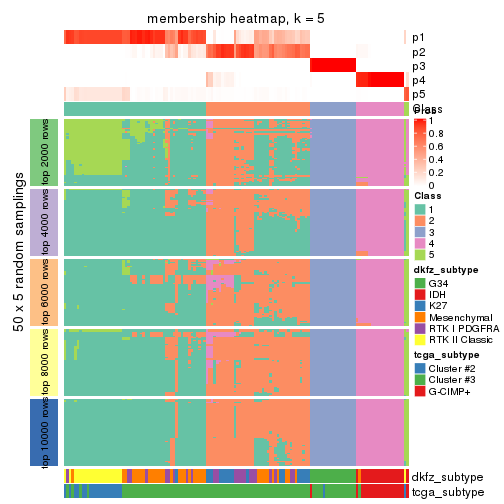 membership heatmap, k = 5
p1
p2
p3
p4
p5
Class
1
0.8
0.6
0.4
0.2
0
Class
1
2
3
4
5
dkfz_subtype
G34
IDH
K27
Mesenchymal
RTK I PDGFRA
RTK II Classic
tcga_subtype
Cluster #2
Cluster #3
G-CIMP+
50 x 5 random samplings
top 2000 rows
top 4000 rows
top 6000 rows
top 8000 rows
top 10000 rows
dkfz_subtype
tcga_subtype